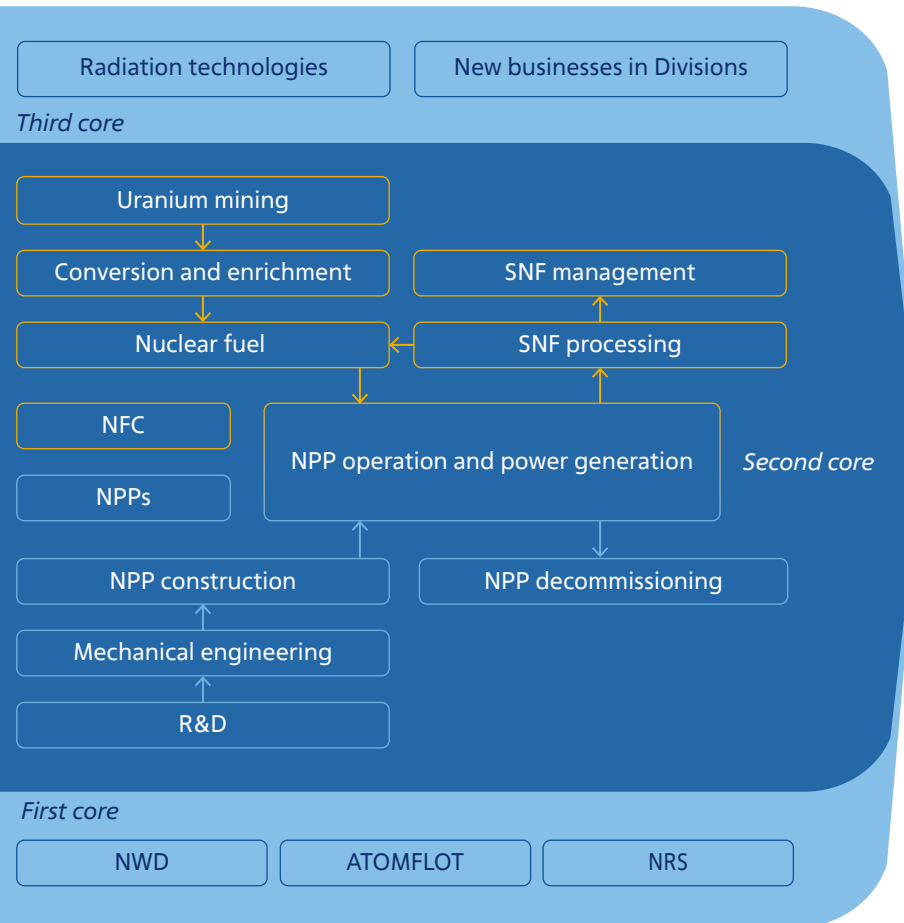 Radiation technologies
New businesses in Divisions
Third core
Uranium mining
Conversion and enrichment
SNF management
Nuclear fuel
SNF processing
NFC
NPP operation and power generation
Second core
NPPs
NPP construction
NPP decommissioning
Mechanical engineering
R&D
First core
NWD
ATOMFLOT
NRS